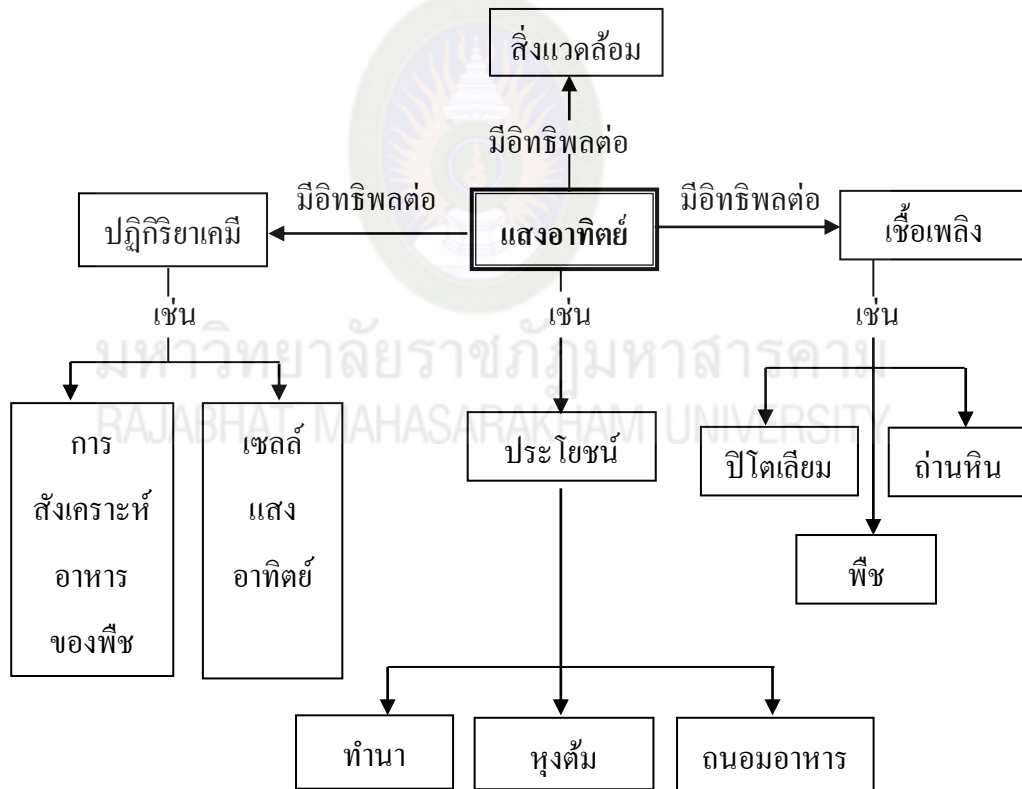 สิ่งแวดล้อม
มีอิทธิพลต่อ
มีอิทธิพลต่อ
มีอิทธิพลต่อ
ปฏิกิริยาเคมี
แสงอาทิตย์
เชื้อเพลิง
เช่น
เช่น
เช่น
มหาวิทยาลัยราชภัฏมหาสารคาม
RAJABHAT MAHASARAKHAM UNIVERSITY
การ
สังเคราะห์
อาหาร
ของพืช
เซลล์
แสง
อาทิตย์
ประโยชน์
ปิโตเลียม
ถ่านหิน
พืช
ทำนา
หุงต้ม
ถนอมอาหาร